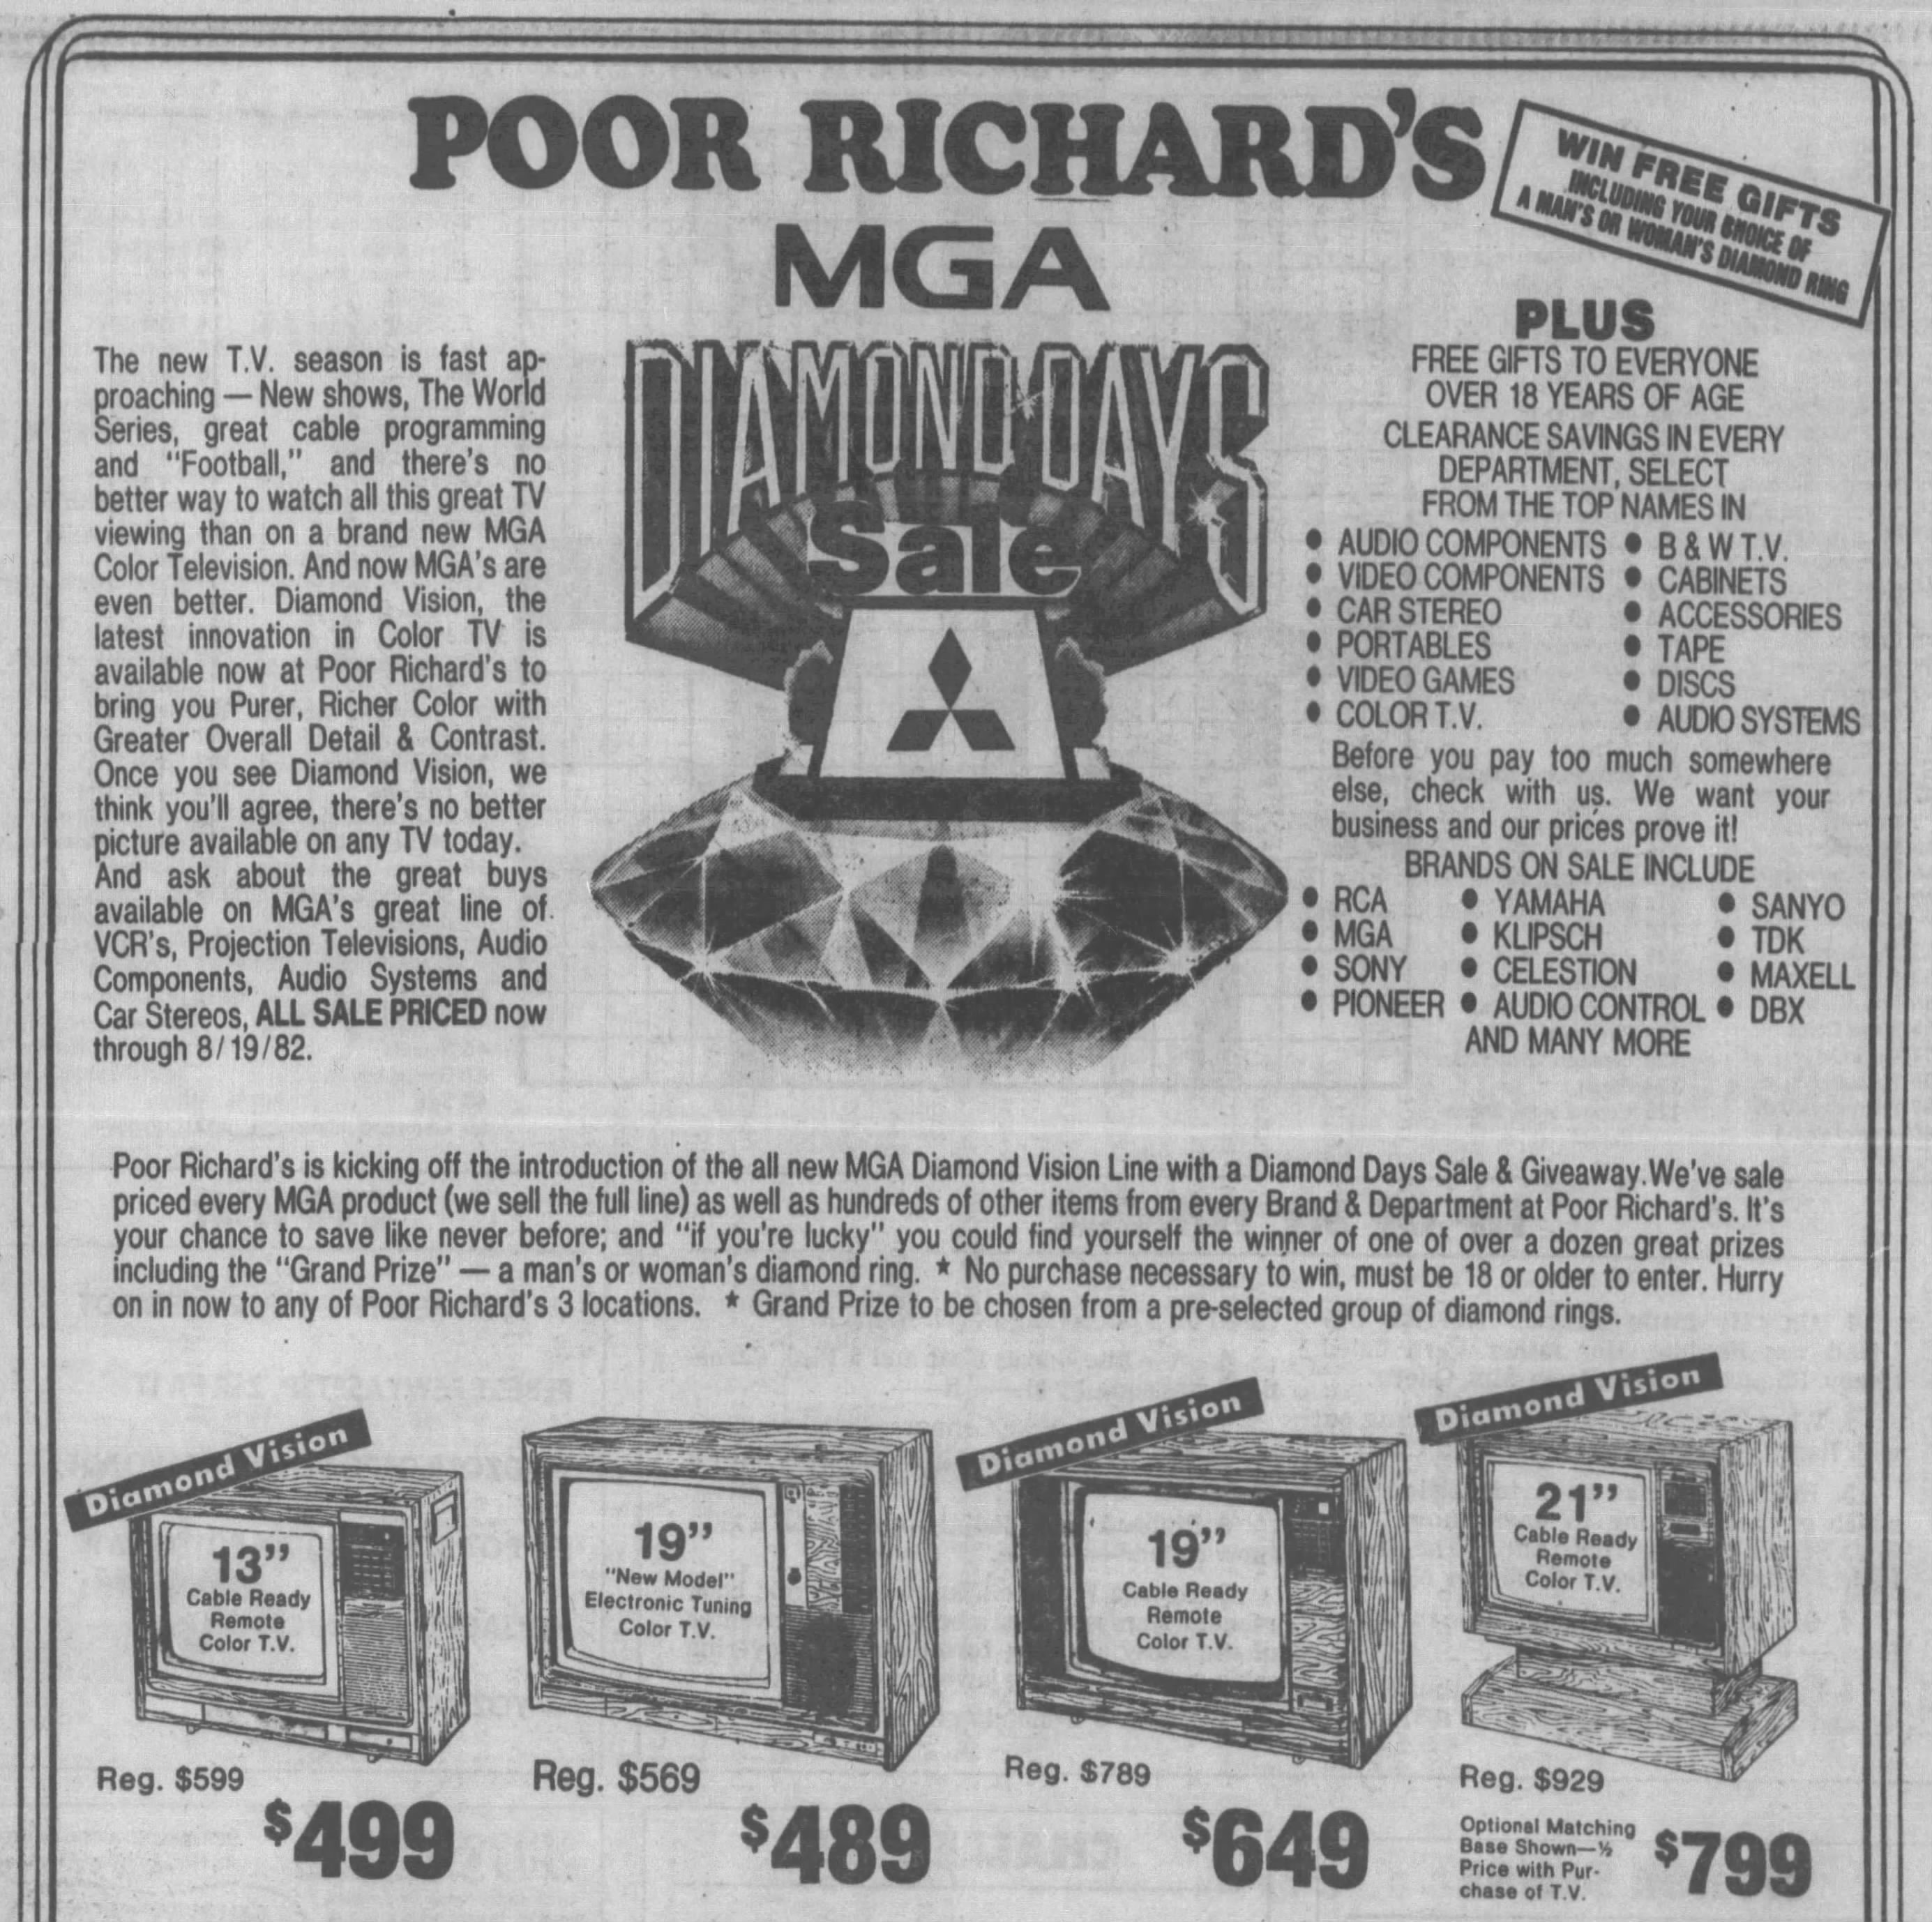 POOR RICHARD'S
WIN FREE GIFTS
INCLUDING YOUR BHOICE OF
A MAN'S OR WOMAN'S DIAMOND RING
MGA
DIAMOND DAYS
Sale
The new T.V. season is fast ap-
proaching — New shows, The World
Series, great cable programming
and "Football," and there's no
better way to watch all this great TV
viewing than on a brand new MGA
Color Television. And now MGA's are
even better. Diamond Vision, the
latest innovation in Color TV is
available now at Poor Richard's to
bring you Purer, Richer Color with
Greater Overall Detail & Contrast.
Once you see Diamond Vision, we
think you'll agree, there's no better
picture available on any TV today.
And ask about the great buys
available on MGA's great line of
VCR's, Projection Televisions, Audio
Components, Audio Systems and
Car Stereos, ALL SALE PRICED now
through 8/19/82.
PLUS
FREE GIFTS TO EVERYONE
OVER 18 YEARS OF AGE
CLEARANCE SAVINGS IN EVERY
DEPARTMENT, SELECT
FROM THE TOP NAMES IN
• AUDIO COMPONENTS • B & W T.V.
• VIDEO COMPONENTS • CABINETS
• CAR STEREO • ACCESSORIES
• PORTABLES • TAPE
• VIDEO GAMES • DISCS
• COLOR T.V. • AUDIO SYSTEMS
Before you pay too much somewhere
else, check with us. We want your
business and our prices prove it!
BRANDS ON SALE INCLUDE
• RCA • YAMAHA • SANYO
• MGA • KLIPSCH • TDK
• SONY • CELESTION • MAXELL
• PIONEER • AUDIO CONTROL • DBX
AND MANY MORE
Poor Richard's is kicking off the introduction of the all new MGA Diamond Vision Line with a Diamond Days Sale & Giveaway. We've sale
priced every MGA product (we sell the full line) as well as hundreds of other items from every Brand & Department at Poor Richard's. It's
your chance to save like never before; and "if you're lucky" you could find yourself the winner of one of over a dozen great prizes
including the "Grand Prize" — a man's or woman's diamond ring. ★ No purchase necessary to win, must be 18 or older to enter. Hurry
on in now to any of Poor Richard's 3 locations. ★ Grand Prize to be chosen from a pre-selected group of diamond rings.
Diamond Vision
13"
Cable Ready
Remote
Color T.V.
Reg. $599
$499
19"
"New Model"
Electronic Tuning
Color T.V.
Reg. $569
$489
Diamond Vision
19"
Cable Ready
Remote
Color T.V.
Reg. $789
$649
Diamond Vision
21"
Cable Ready
Remote
Color T.V.
Reg. $929
Optional Matching
Base Shown—½
Price with Pur-
chase of T.V.
$799